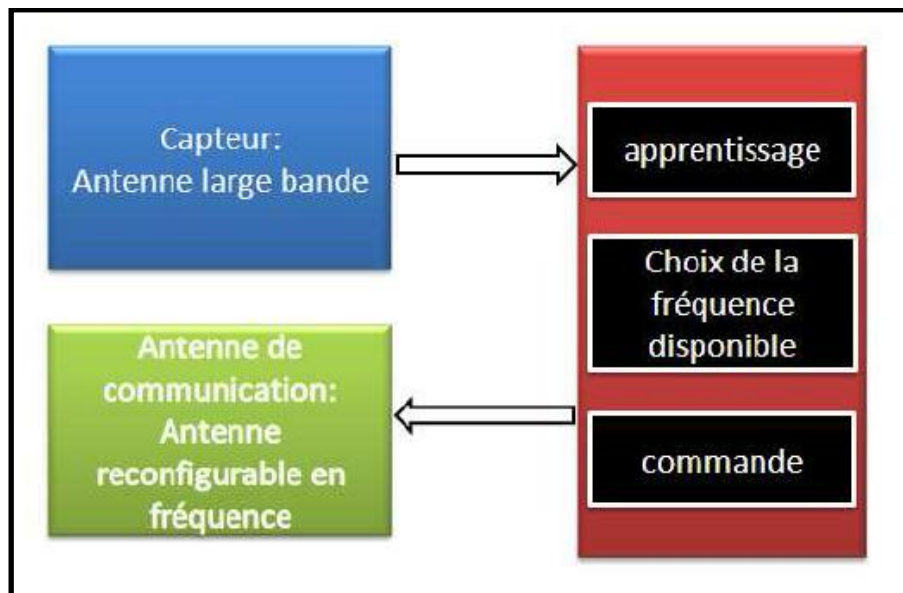 Capteur:
Antenne large bande
apprentissage
Choix de la
fréquence
disponible
commande
Antenne de
communication:
Antenne
reconfigurable en
fréquence